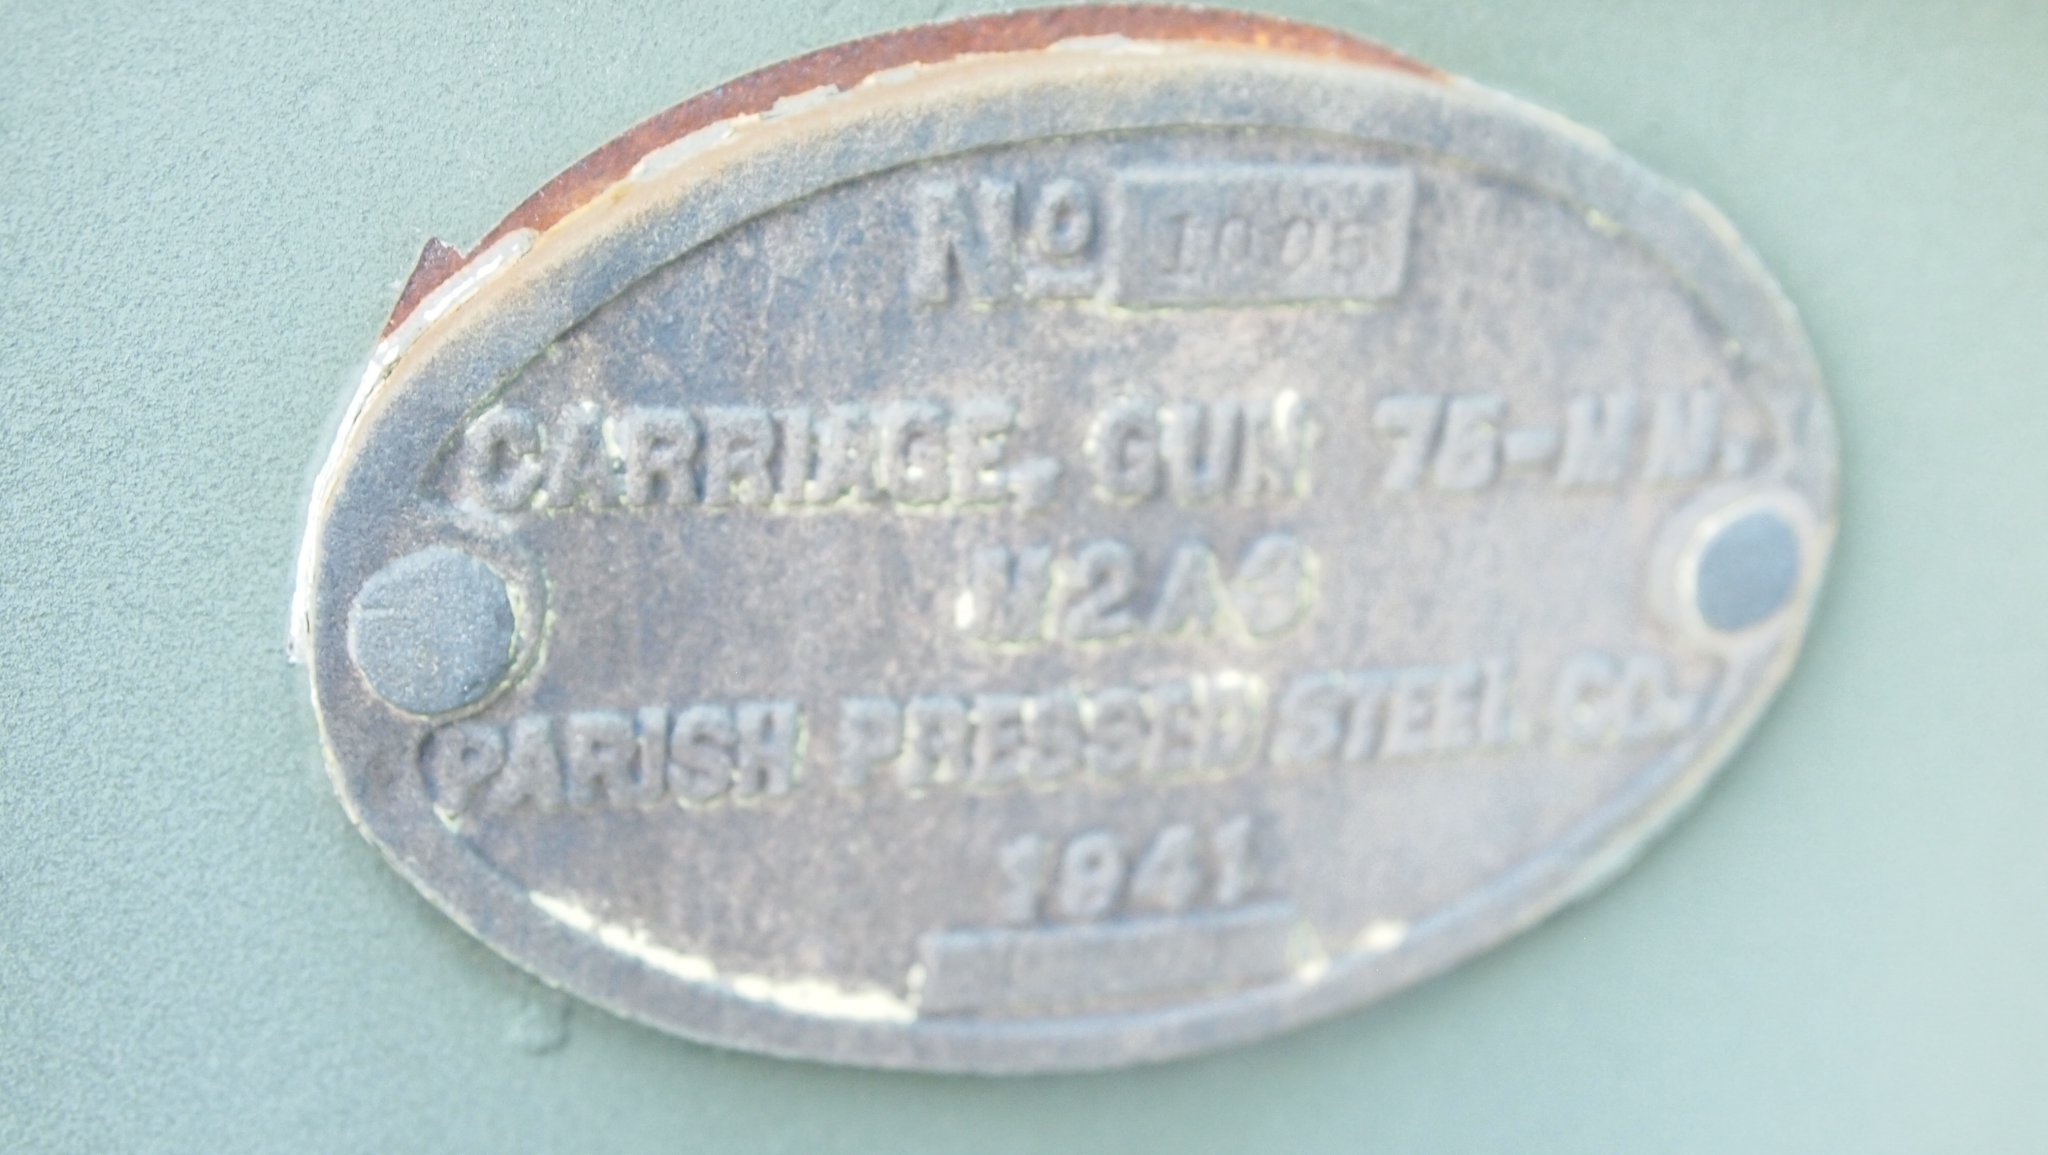 No 1095
CARRIAGE, GUN 75-MM.
M2A3
PARISH PRESSED STEEL CO.
1941